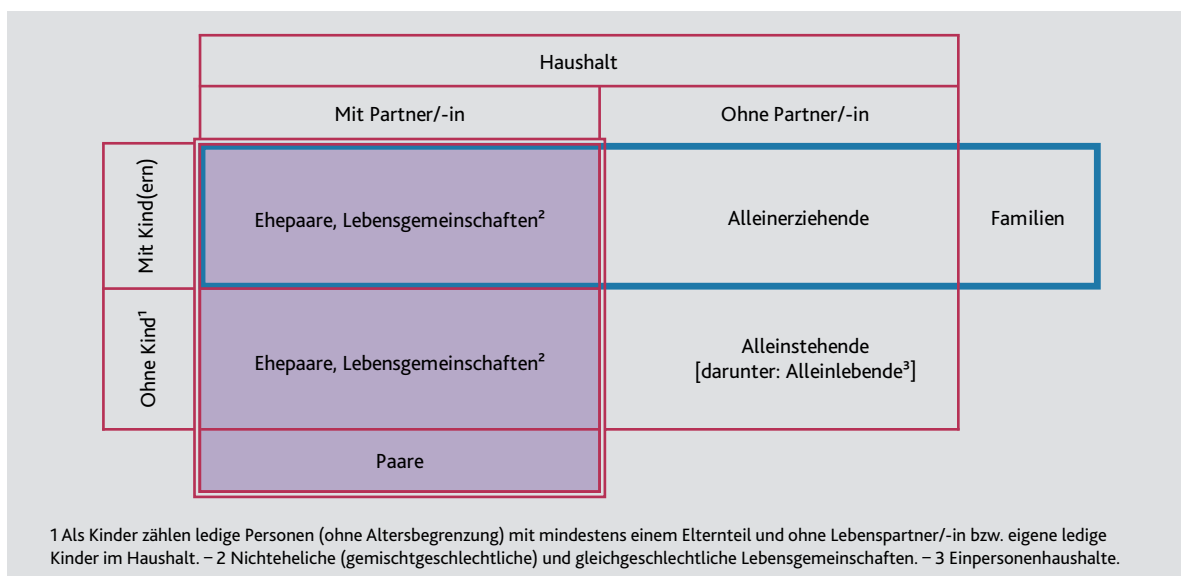 Haushalt
Mit Partner/-in
Ohne Partner/-in
Mit Kind(ern)
Ehepaare, Lebensgemeinschaften²
Alleinerziehende
Familien
Ohne Kind¹
Ehepaare, Lebensgemeinschaften²
Alleinstehende
[darunter: Alleinlebende³]
Paare
1 Als Kinder zählen ledige Personen (ohne Altersbegrenzung) mit mindestens einem Elternteil und ohne Lebenspartner/-in bzw. eigene ledige
Kinder im Haushalt. – 2 Nichteheliche (gemischtgeschlechtliche) und gleichgeschlechtliche Lebensgemeinschaften. – 3 Einpersonenhaushalte.